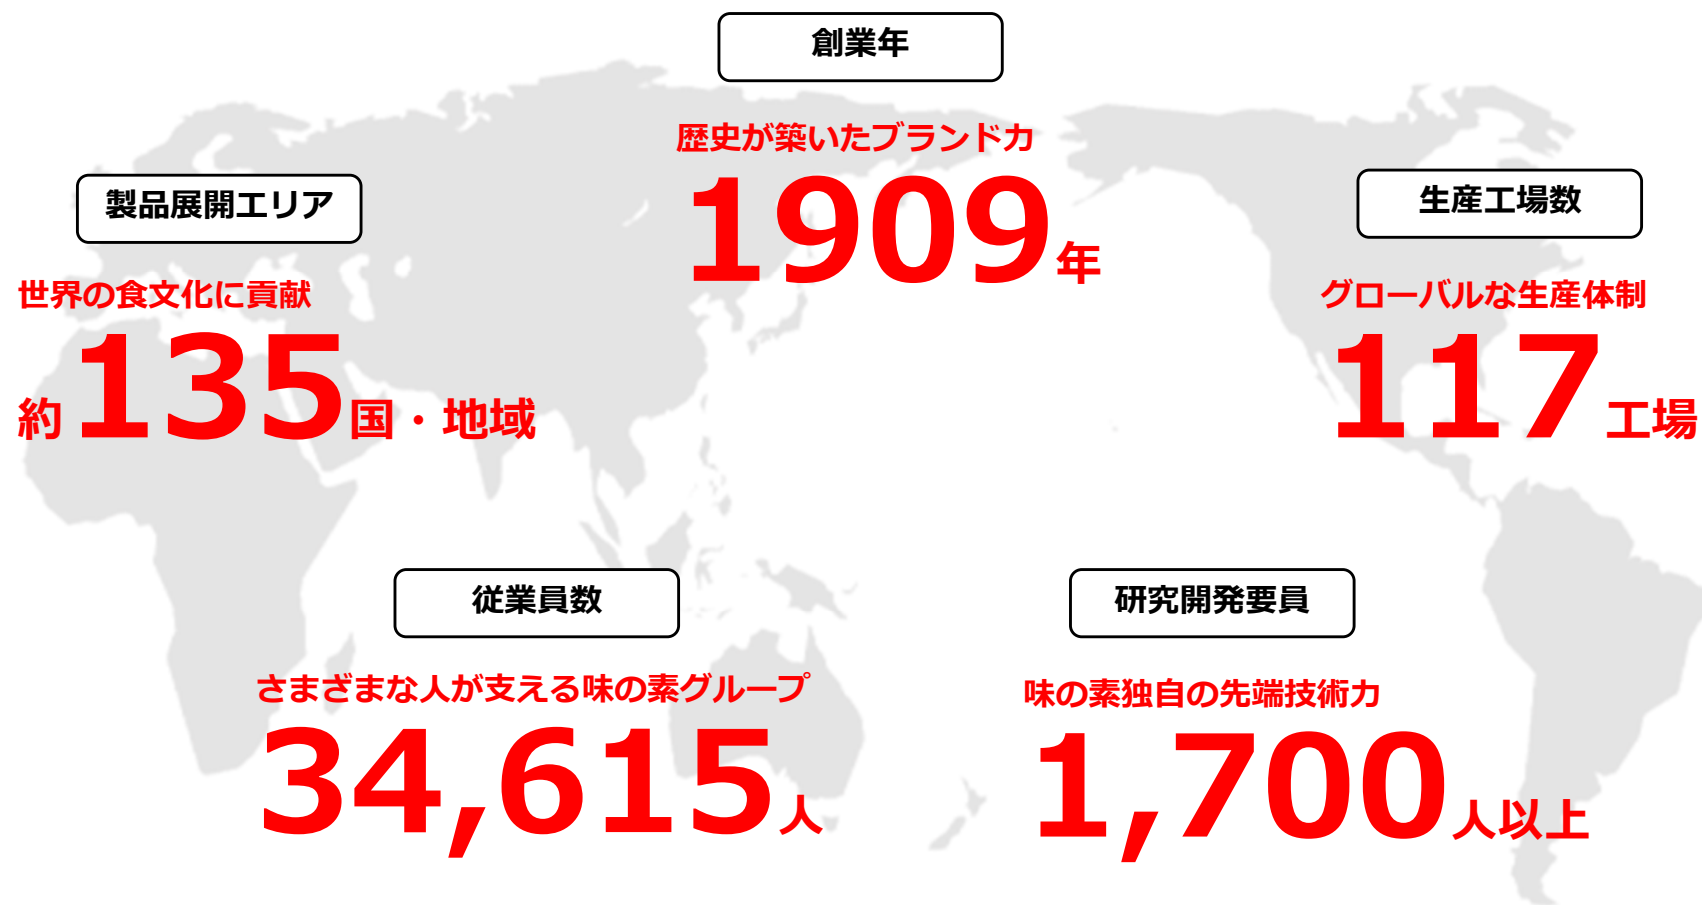 創業年
歴史が築いたブランド力
1909年
製品展開エリア
世界の食文化に貢献
約135国・地域
生産工場数
グローバルな生産体制
117工場
従業員数
さまざまな人が支える味の素グループ
34,615人
研究開発要員
味の素独自の先端技術力
1,700人以上